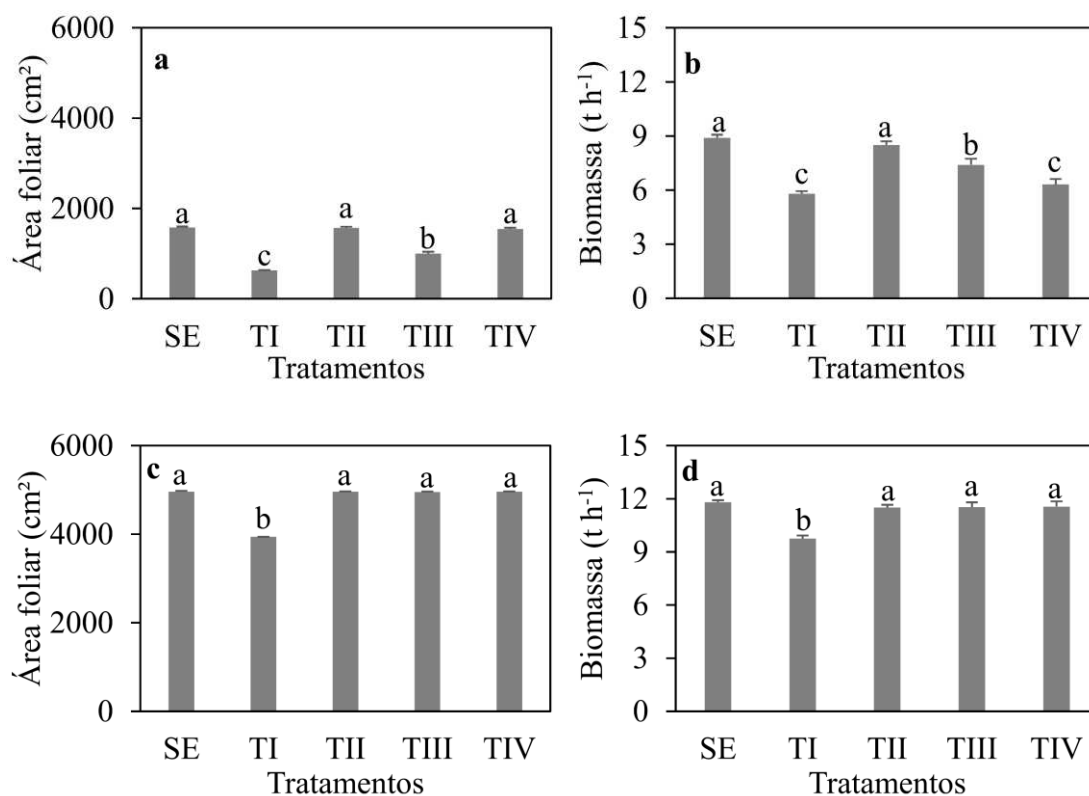 Área foliar (cm²)
6000
4000
2000
0
a
a
c
a
b
a
SE TI TII TIII TIV
Tratamentos
Biomassa (t h⁻¹)
15
12
9
6
3
0
b
a
c
a
b
c
SE TI TII TIII TIV
Tratamentos
Área foliar (cm²)
6000
4000
2000
0
c
a
b
a
a
a
SE TI TII TIII TIV
Tratamentos
Biomassa (t h⁻¹)
15
12
9
6
3
0
d
a
b
a
a
a
SE TI TII TIII TIV
Tratamentos